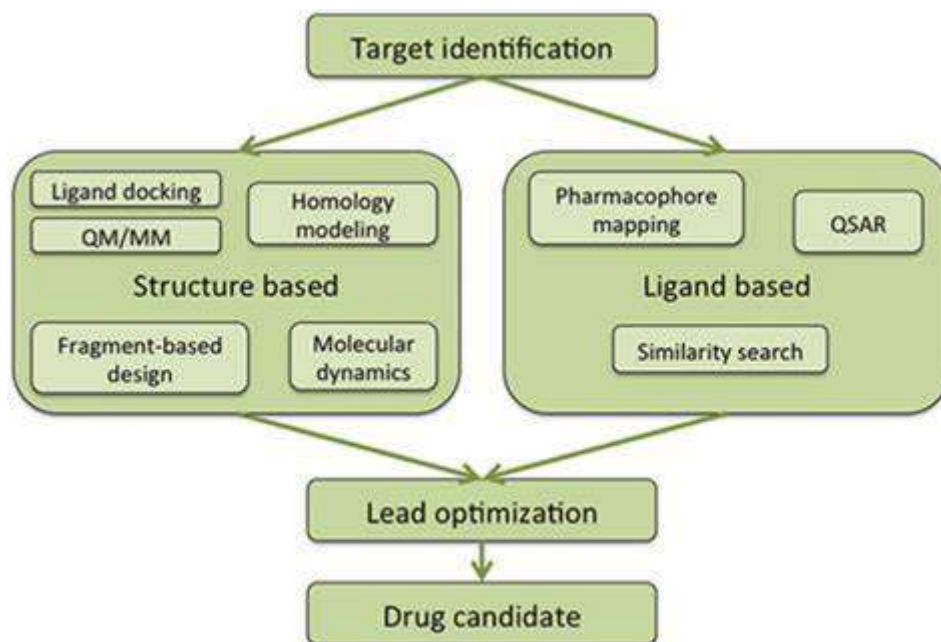 Target identification
Ligand docking
QM/MM
Homology
modeling
Structure based
Fragment-based
design
Molecular
dynamics
Pharmacophore
mapping
QSAR
Ligand based
Similarity search
Lead optimization
Drug candidate